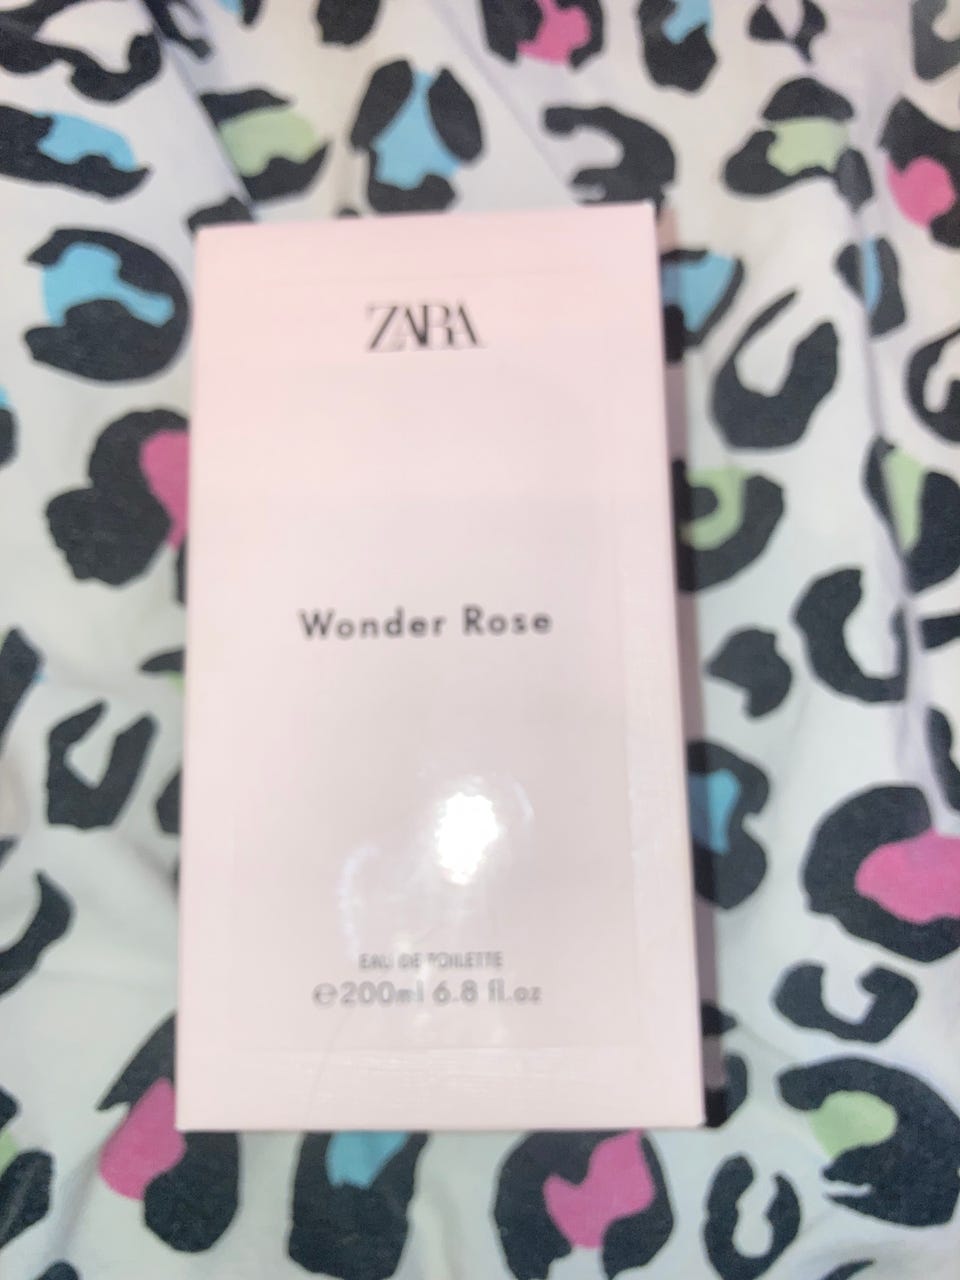 ZARA
Wonder Rose
EAU DE TOILETTE
℮200ml 6.8 fl.oz